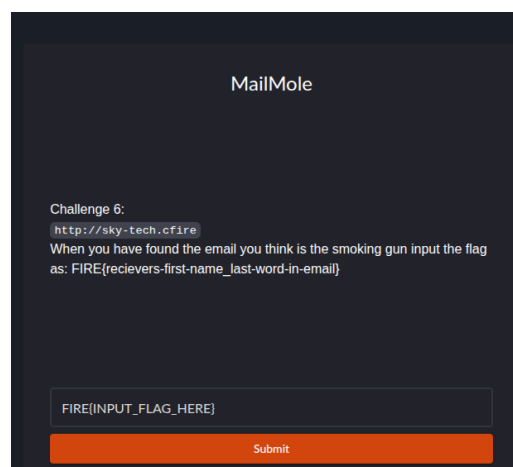 MailMole
Challenge 6:
http://sky-tech.cfire
When you have found the email you think is the smoking gun input the flag
as: FIRE{recievers-first-name_last-word-in-email}
FIRE{INPUT_FLAG_HERE}
Submit